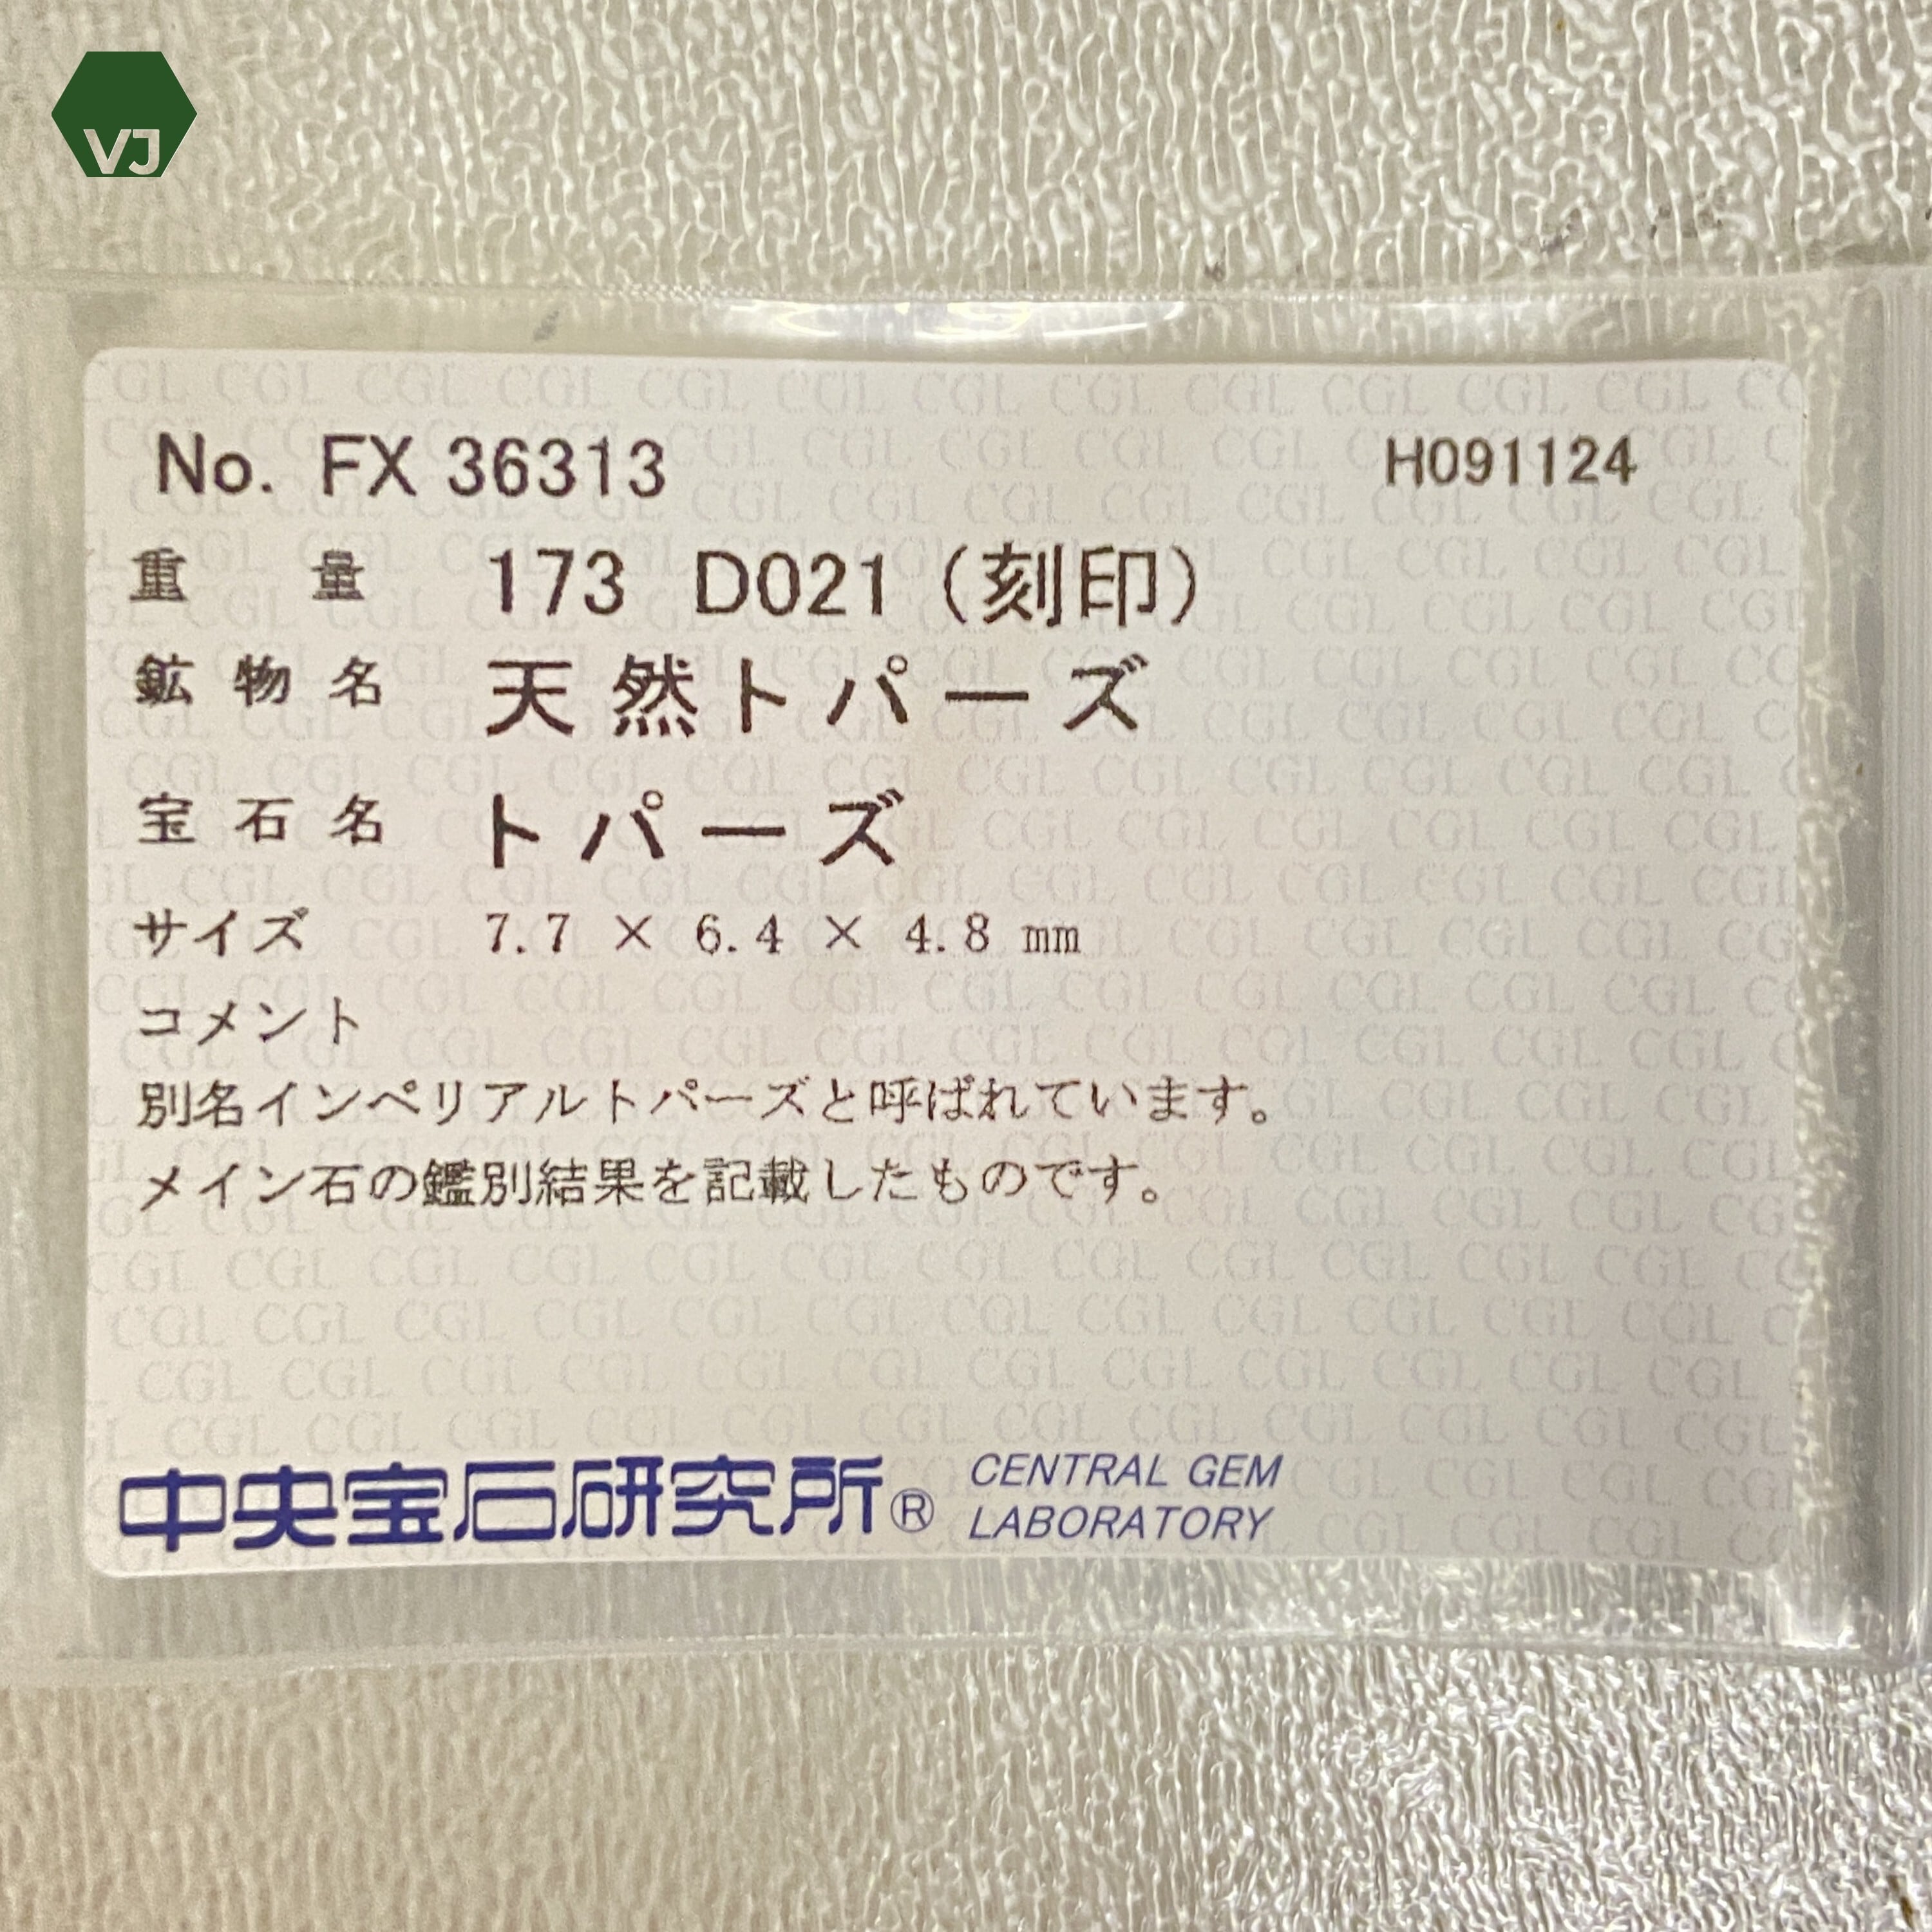 VJ
No. FX 36313 H091124
重量 173 D021 (刻印)
鉱物名 天然トパーズ
宝石名 トパーズ
サイズ 7.7 × 6.4 × 4.8 mm
コメント
別名インペリアルトパーズと呼ばれています。
メイン石の鑑別結果を記載したものです。
中央宝石研究所® CENTRAL GEM
LABORATORY